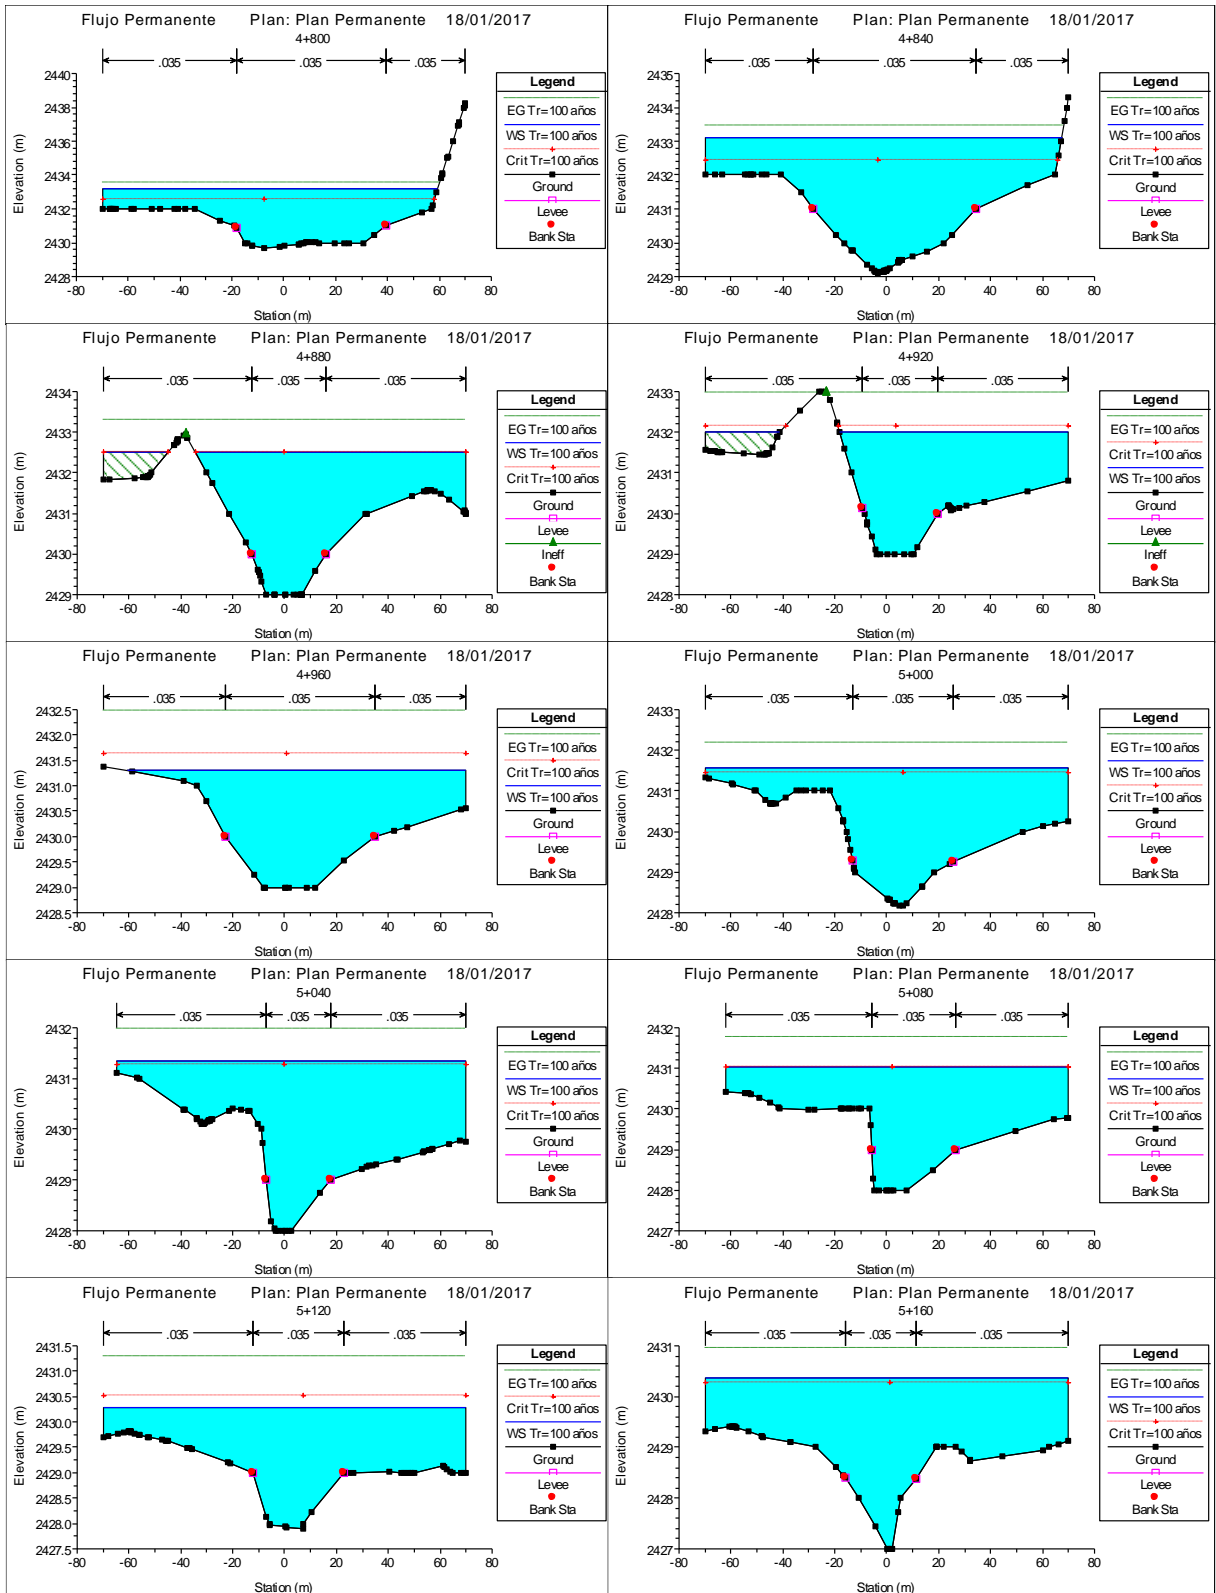 Flujo Permanente Plan: Plan Permanente 18/01/2017
4+800
.035 .035 .035
2440
2438
2436
2434
2432
2430
2428
-80 -60 -40 -20 0 20 40 60 80
Station (m)
Elevation (m)
Legend
EG Tr=100 años
WS Tr=100 años
Crit Tr=100 años
Ground
Levee
Bank Sta
Flujo Permanente Plan: Plan Permanente 18/01/2017
4+840
.035 .035 .035
2435
2434
2433
2432
2431
2430
2429
-80 -60 -40 -20 0 20 40 60 80
Station (m)
Elevation (m)
Legend
EG Tr=100 años
WS Tr=100 años
Crit Tr=100 años
Ground
Levee
Bank Sta
Flujo Permanente Plan: Plan Permanente 18/01/2017
4+880
.035 .035 .035
2434
2433
2432
2431
2430
2429
-80 -60 -40 -20 0 20 40 60 80
Station (m)
Elevation (m)
Legend
EG Tr=100 años
WS Tr=100 años
Crit Tr=100 años
Ground
Levee
Ineff
Bank Sta
Flujo Permanente Plan: Plan Permanente 18/01/2017
4+920
.035 .035 .035
2433
2432
2431
2430
2429
2428
-80 -60 -40 -20 0 20 40 60 80
Station (m)
Elevation (m)
Legend
EG Tr=100 años
Crit Tr=100 años
WS Tr=100 años
Ground
Levee
Ineff
Bank Sta
Flujo Permanente Plan: Plan Permanente 18/01/2017
4+960
.035 .035 .035
2432.5
2432.0
2431.5
2431.0
2430.5
2430.0
2429.5
2429.0
2428.5
-80 -60 -40 -20 0 20 40 60 80
Station (m)
Elevation (m)
Legend
EG Tr=100 años
Crit Tr=100 años
WS Tr=100 años
Ground
Levee
Bank Sta
Flujo Permanente Plan: Plan Permanente 18/01/2017
5+000
.035 .035 .035
2433
2432
2431
2430
2429
2428
-80 -60 -40 -20 0 20 40 60 80
Station (m)
Elevation (m)
Legend
EG Tr=100 años
WS Tr=100 años
Crit Tr=100 años
Ground
Levee
Bank Sta
Flujo Permanente Plan: Plan Permanente 18/01/2017
5+040
.035 .035 .035
2432
2431
2430
2429
2428
-80 -60 -40 -20 0 20 40 60 80
Station (m)
Elevation (m)
Legend
EG Tr=100 años
WS Tr=100 años
Crit Tr=100 años
Ground
Levee
Bank Sta
Flujo Permanente Plan: Plan Permanente 18/01/2017
5+080
.035 .035 .035
2432
2431
2430
2429
2428
2427
-80 -60 -40 -20 0 20 40 60 80
Station (m)
Elevation (m)
Legend
EG Tr=100 años
WS Tr=100 años
Crit Tr=100 años
Ground
Levee
Bank Sta
Flujo Permanente Plan: Plan Permanente 18/01/2017
5+120
.035 .035 .035
2431.5
2431.0
2430.5
2430.0
2429.5
2429.0
2428.5
2428.0
2427.5
-80 -60 -40 -20 0 20 40 60 80
Station (m)
Elevation (m)
Legend
EG Tr=100 años
Crit Tr=100 años
WS Tr=100 años
Ground
Levee
Bank Sta
Flujo Permanente Plan: Plan Permanente 18/01/2017
5+160
.035 .035 .035
2431
2430
2429
2428
2427
-80 -60 -40 -20 0 20 40 60 80
Station (m)
Elevation (m)
Legend
EG Tr=100 años
WS Tr=100 años
Crit Tr=100 años
Ground
Levee
Bank Sta